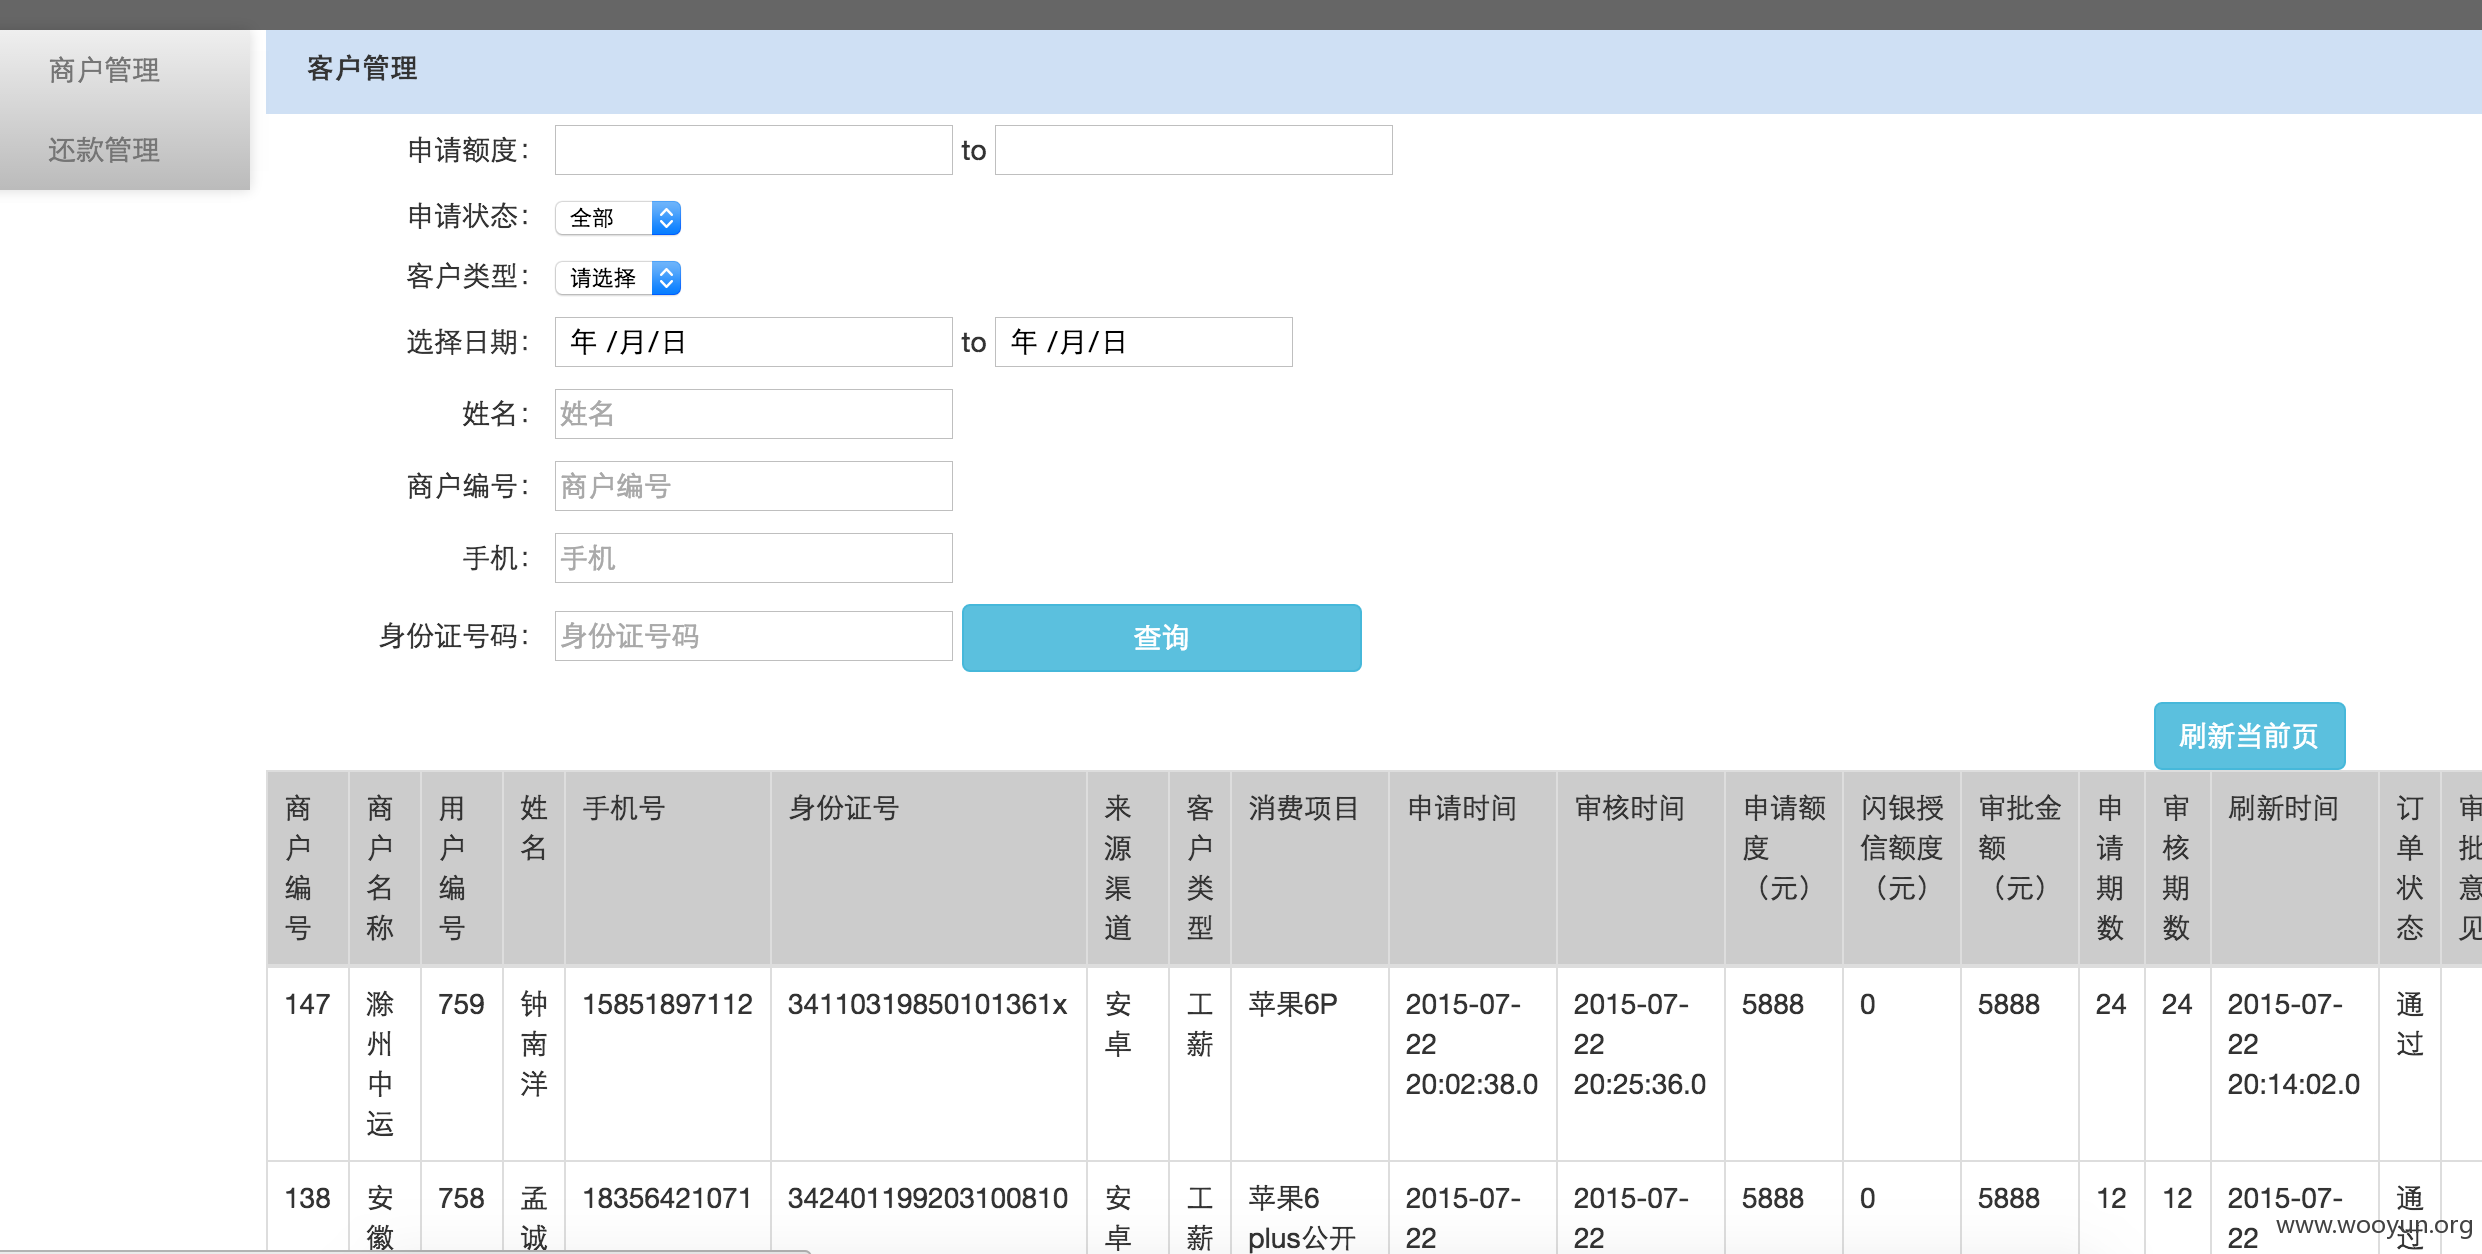 商户管理
还款管理
客户管理
申请额度： to
申请状态： 全部
客户类型： 请选择
选择日期： 年 /月/日 to 年 /月/日
姓名： 姓名
商户编号： 商户编号
手机： 手机
身份证号码： 身份证号码 查询
刷新当前页
商户编号 商户名称 用户编号 姓名 手机号 身份证号 来源渠道 客户类型 消费项目 申请时间 审核时间 申请额度（元） 闪银授信额度（元） 审批金额（元） 申请期数 审核期数 刷新时间 订单状态 审批意见
147 滁州中运 759 钟南洋 15851897112 34110319850101361x 安卓 工薪 苹果6P 2015-07-22 20:02:38.0 2015-07-22 20:25:36.0 5888 0 5888 24 24 2015-07-22 20:14:02.0 通过
138 安徽 758 孟诚 18356421071 342401199203100810 安卓 工薪 苹果6 plus公开 2015-07-22 2015-07-22 5888 0 5888 12 12 2015-07-22 通过
www.wooyun.org